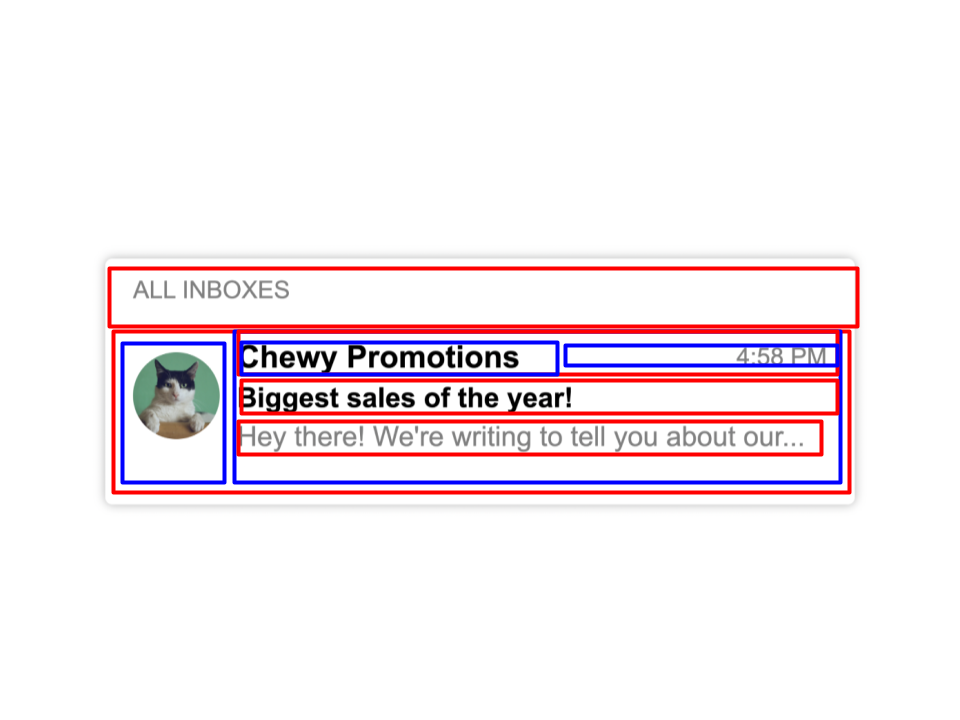 ALL INBOXES
Chewy Promotions 4:58 PM
Biggest sales of the year!
Hey there! We're writing to tell you about our...